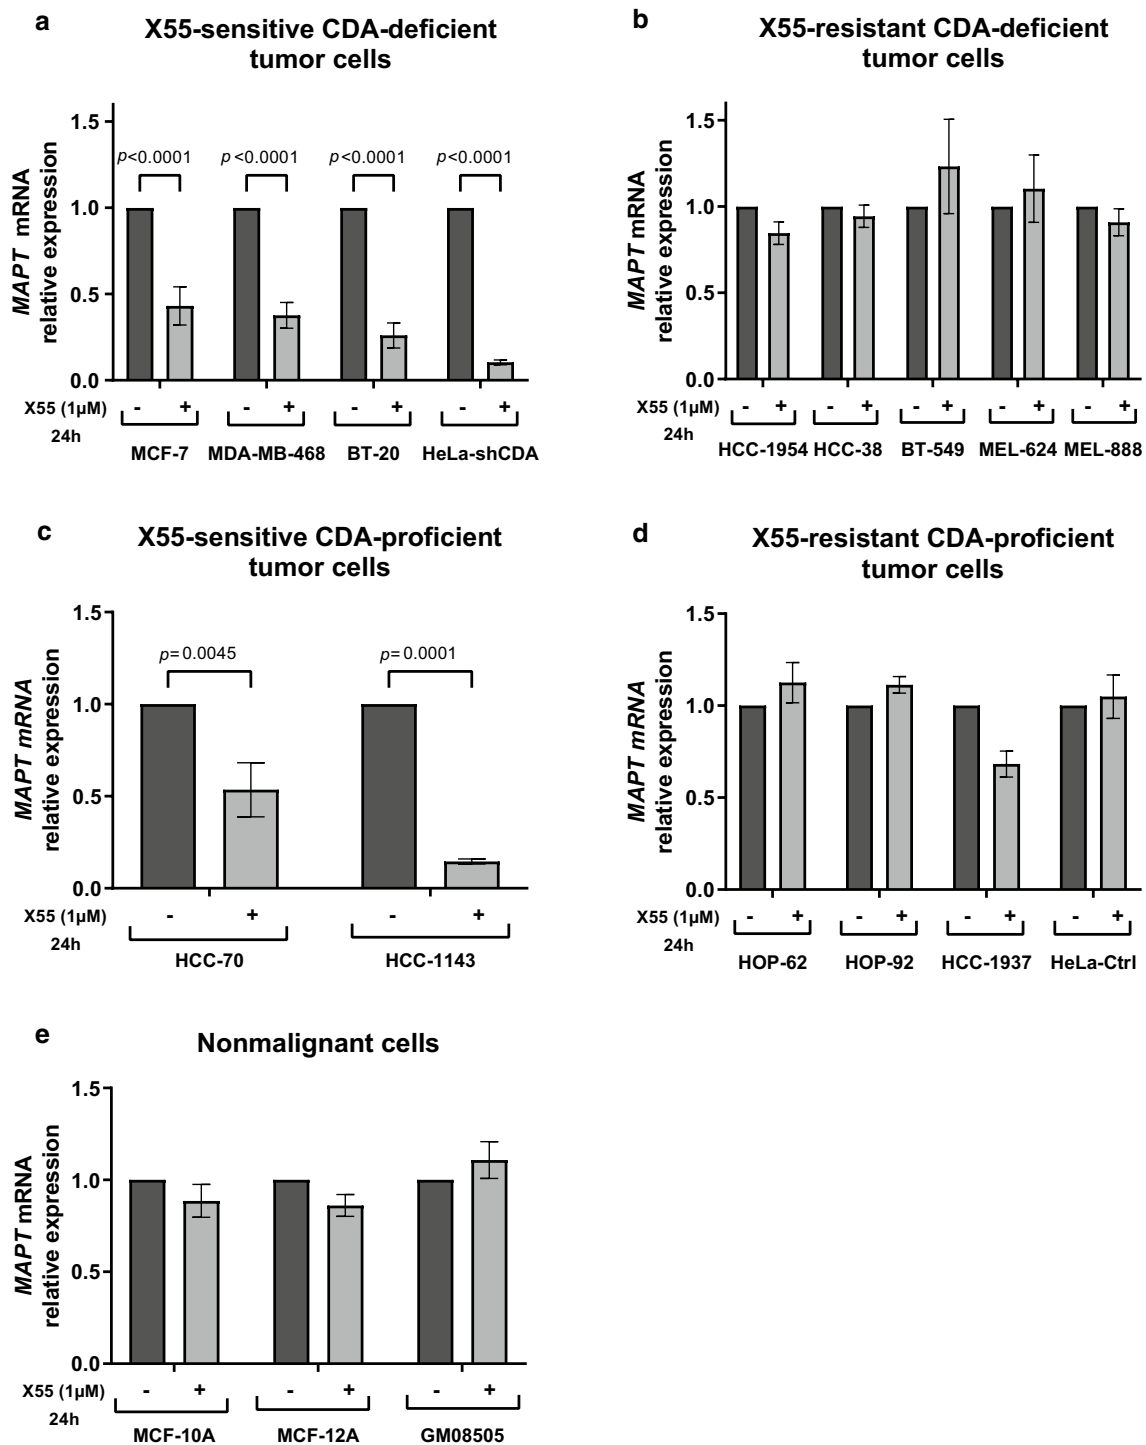 a
X55-sensitive CDA-deficient
tumor cells
MAPT mRNA
relative expression
1.5
1.0
0.5
0.0
p<0.0001 p<0.0001 p<0.0001 p<0.0001
X55 (1µM) - + - + - + - +
24h
MCF-7 MDA-MB-468 BT-20 HeLa-shCDA
b
X55-resistant CDA-deficient
tumor cells
MAPT mRNA
relative expression
1.5
1.0
0.5
0.0
X55 (1µM) - + - + - + - + - +
24h
HCC-1954 HCC-38 BT-549 MEL-624 MEL-888
c
X55-sensitive CDA-proficient
tumor cells
MAPT mRNA
relative expression
1.5
1.0
0.5
0.0
p=0.0045 p=0.0001
X55 (1µM) - + - +
24h
HCC-70 HCC-1143
d
X55-resistant CDA-proficient
tumor cells
MAPT mRNA
relative expression
1.5
1.0
0.5
0.0
X55 (1µM) - + - + - + - +
24h
HOP-62 HOP-92 HCC-1937 HeLa-Ctrl
e
Nonmalignant cells
MAPT mRNA
relative expression
1.5
1.0
0.5
0.0
X55 (1µM) - + - + - +
24h
MCF-10A MCF-12A GM08505